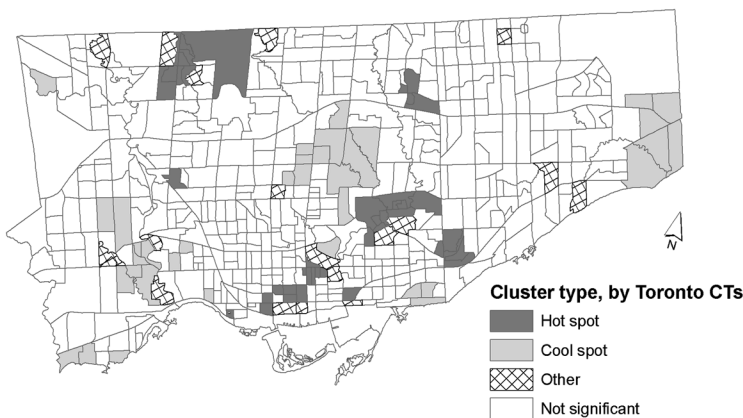 N
Cluster type, by Toronto CTs
Hot spot
Cool spot
Other
Not significant